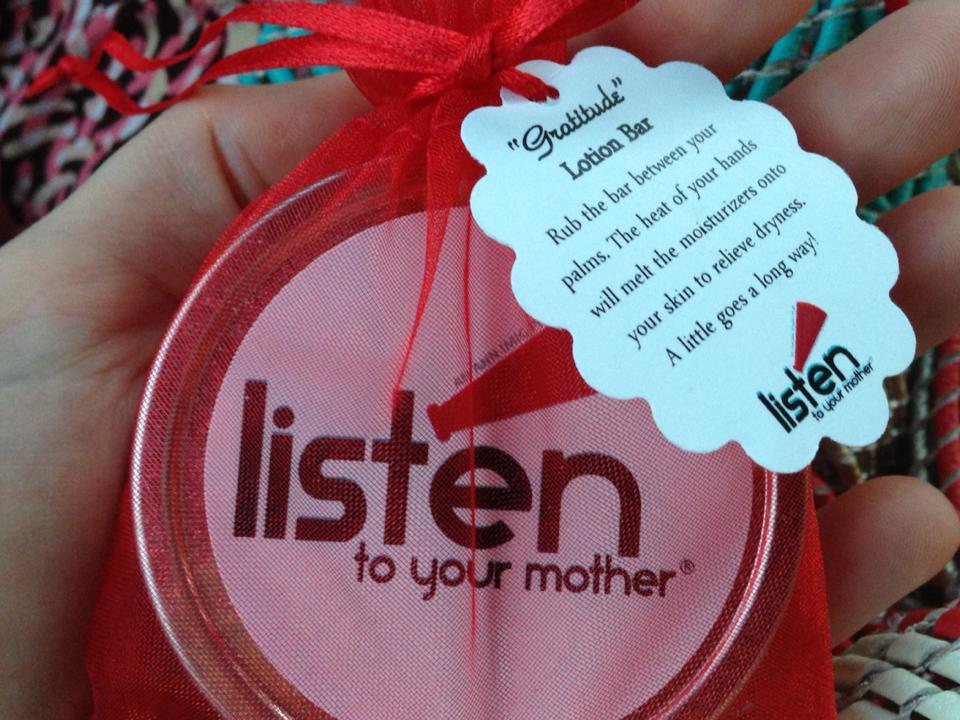 "Gratitude"
Lotion Bar
Rub the bar between your
palms. The heat of your hands
will melt the moisturizers onto
your skin to relieve dryness.
A little goes a long way!
listen
to your mother®
listen
to your mother®